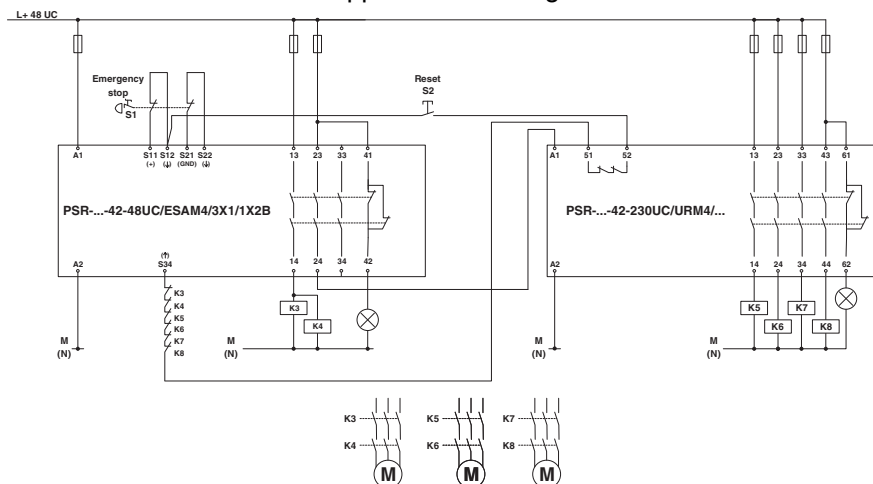 L+ 48 UC
Emergency
stop
S1
Reset
S2
A1 S11 S12 S21 S22 13 23 33 41 A1 51 52 13 23 33 43 61
(+) (↓) (GND) (↓)
PSR-...-42-48UC/ESAM4/3X1/1X2B PSR-...-42-230UC/URM4/...
(↑)
A2 S34 14 24 34 42 A2 14 24 34 44 62
K3
K4
K5
K6
K7
K8
K3
K4
K5
K6
K7
K8
M
(N)
M
(N)
M
(N)
M
(N)
K3 K5 K7
K4 K6 K8
M M M